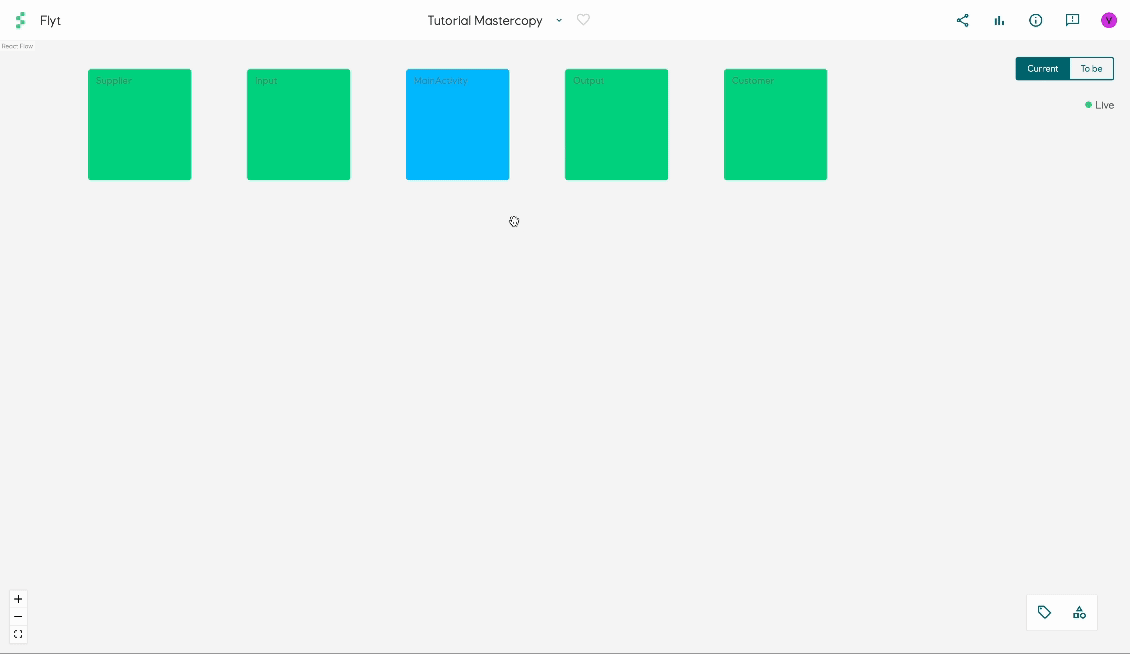 Flyt
Tutorial Mastercopy
V
React Flow
Supplier
Input
MainActivity
Output
Customer
Current
To be
Live